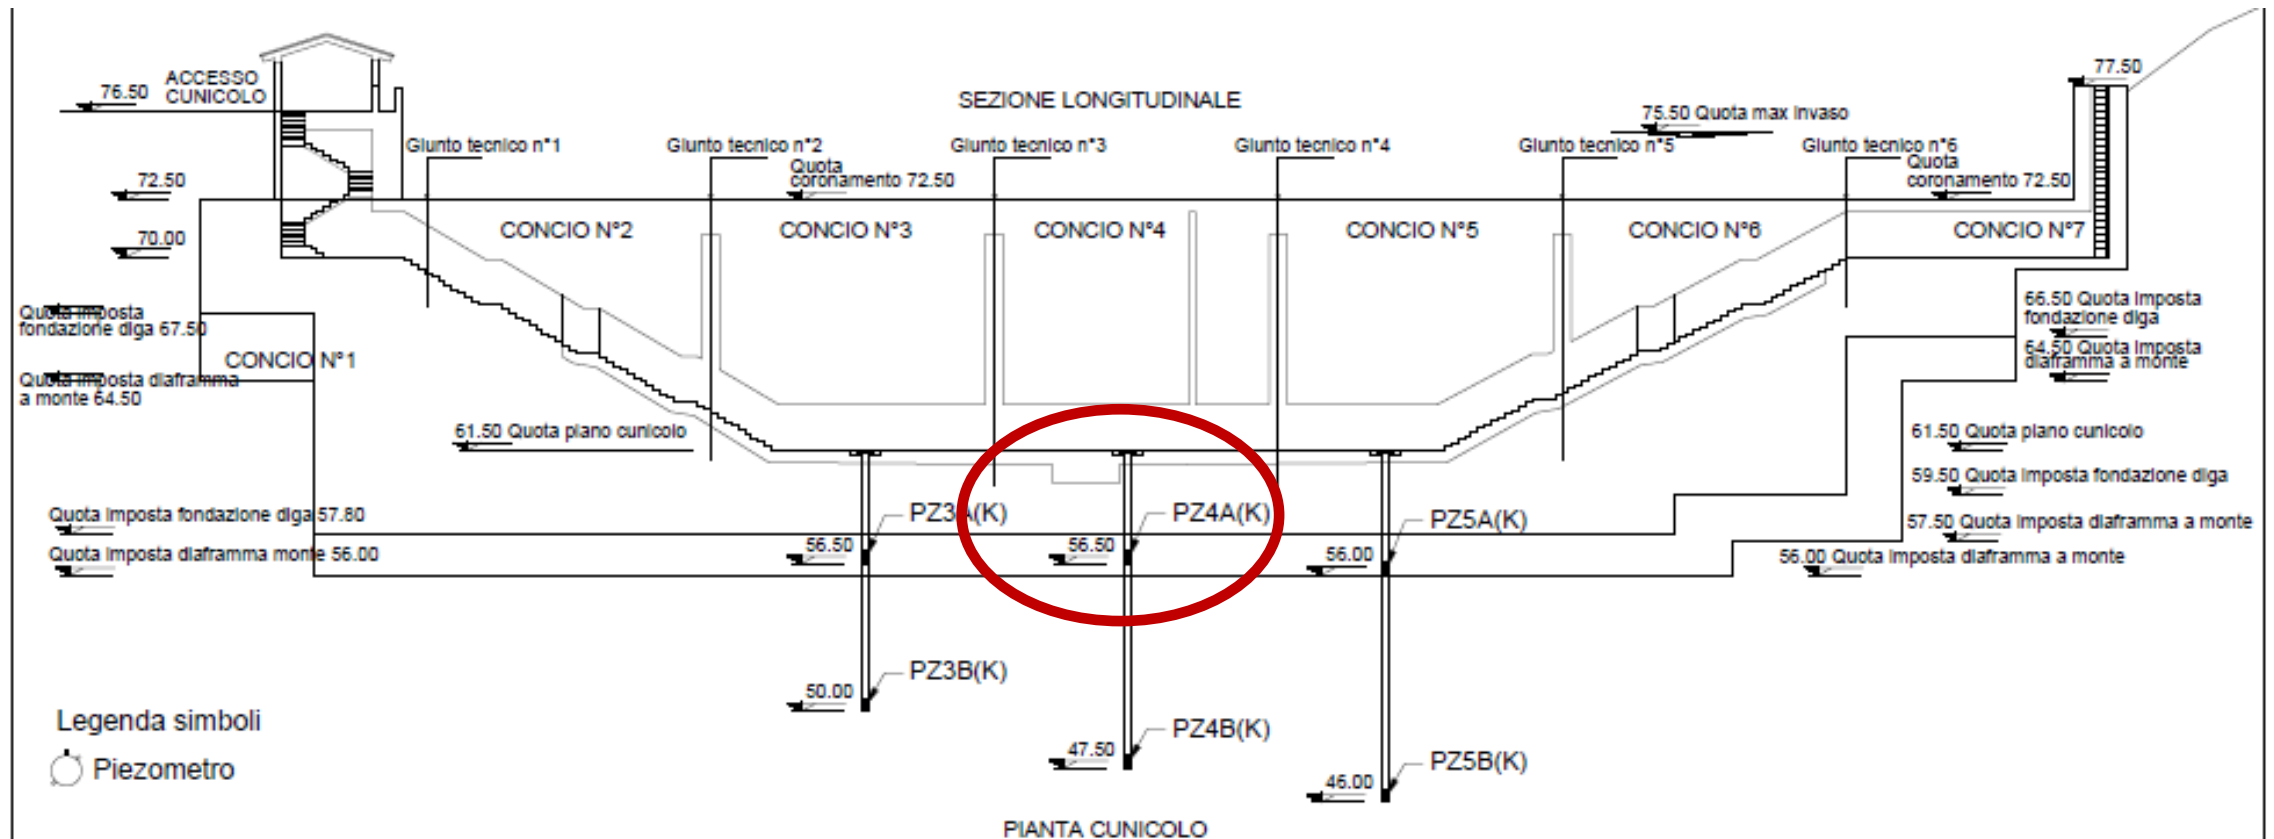 ACCESSO
CUNICOLO
76.50
SEZIONE LONGITUDINALE
77.50
75.50 Quota max invaso
Giunto tecnico n°1
Giunto tecnico n°2
Giunto tecnico n°3
Giunto tecnico n°4
Giunto tecnico n°5
Giunto tecnico n°6
Quota
coronamento 72.50
Quota
coronamento 72.50
72.50
CONCIO N°2
CONCIO N°3
CONCIO N°4
CONCIO N°5
CONCIO N°6
CONCIO N°7
70.00
Quota imposta
fondazione diga 67.50
66.50 Quota imposta
fondazione diga
CONCIO N°1
64.50 Quota imposta
diaframma a monte
Quota imposta diaframma
a monte 64.50
61.50 Quota piano cunicolo
61.50 Quota piano cunicolo
59.50 Quota imposta fondazione diga
Quota imposta fondazione diga 57.80
PZ3A(K)
PZ4A(K)
PZ5A(K)
57.50 Quota imposta diaframma a monte
Quota imposta diaframma monte 56.00
56.50
56.50
56.00
56.00 Quota imposta diaframma a monte
PZ3B(K)
50.00
PZ4B(K)
47.50
PZ5B(K)
46.00
Legenda simboli
Piezometro
PIANTA CUNICOLO